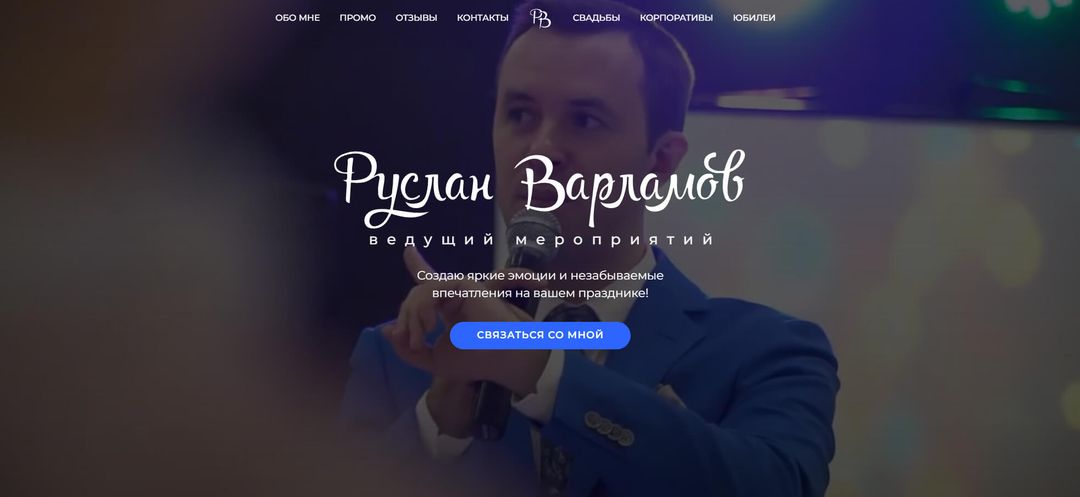 ОБО МНЕ ПРОМО ОТЗЫВЫ КОНТАКТЫ РВ СВАДЬБЫ КОРПОРАТИВЫ ЮБИЛЕИ
Руслан Варламов
ведущий мероприятий
Создаю яркие эмоции и незабываемые
впечатления на вашем празднике!
СВЯЗАТЬСЯ СО МНОЙ